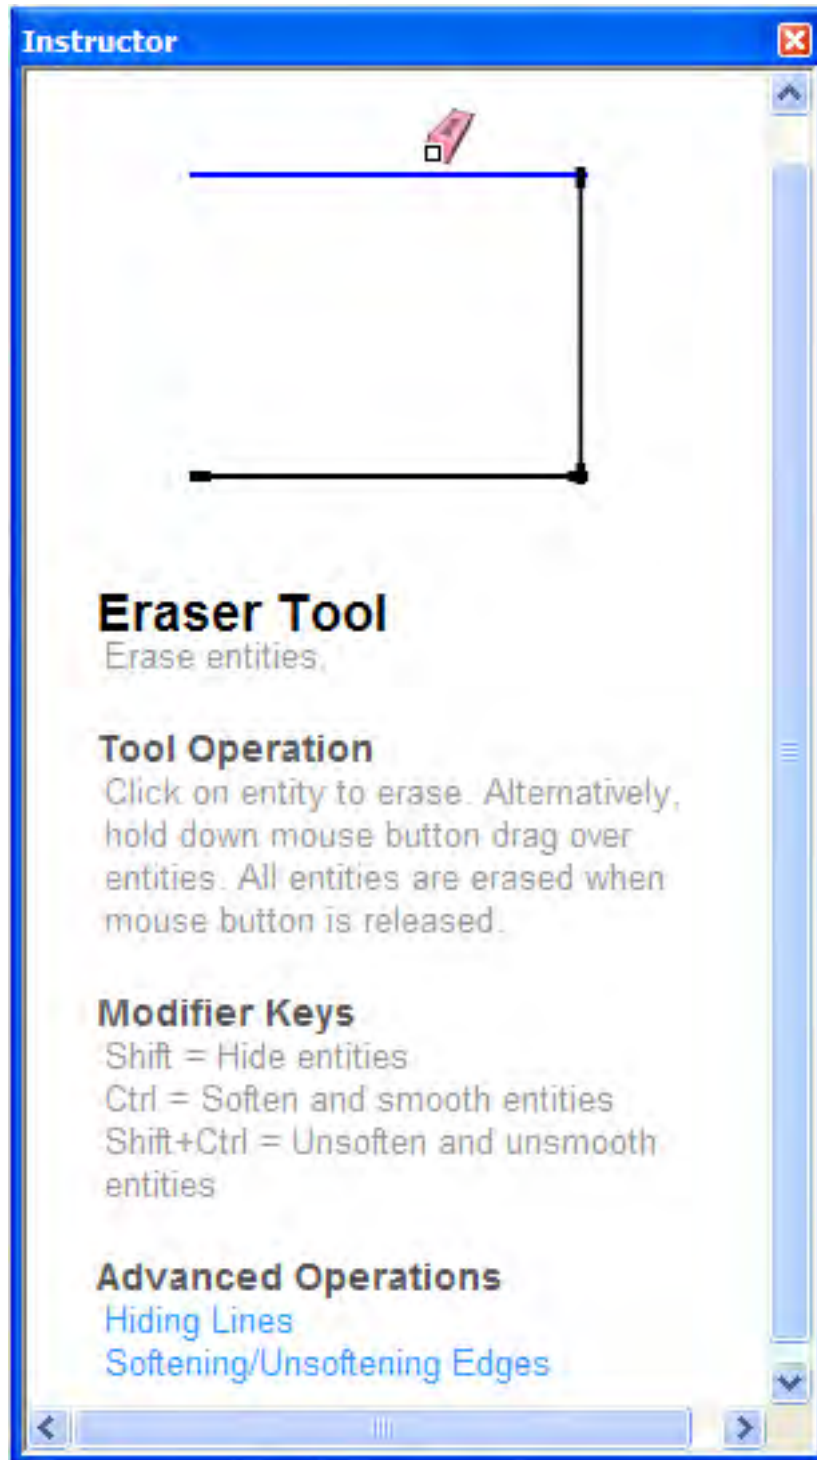 Instructor
Eraser Tool
Erase entities.
Tool Operation
Click on entity to erase. Alternatively,
hold down mouse button drag over
entities. All entities are erased when
mouse button is released.
Modifier Keys
Shift = Hide entities
Ctrl = Soften and smooth entities
Shift+Ctrl = Unsoften and unsmooth
entities
Advanced Operations
Hiding Lines
Softening/Unsoftening Edges